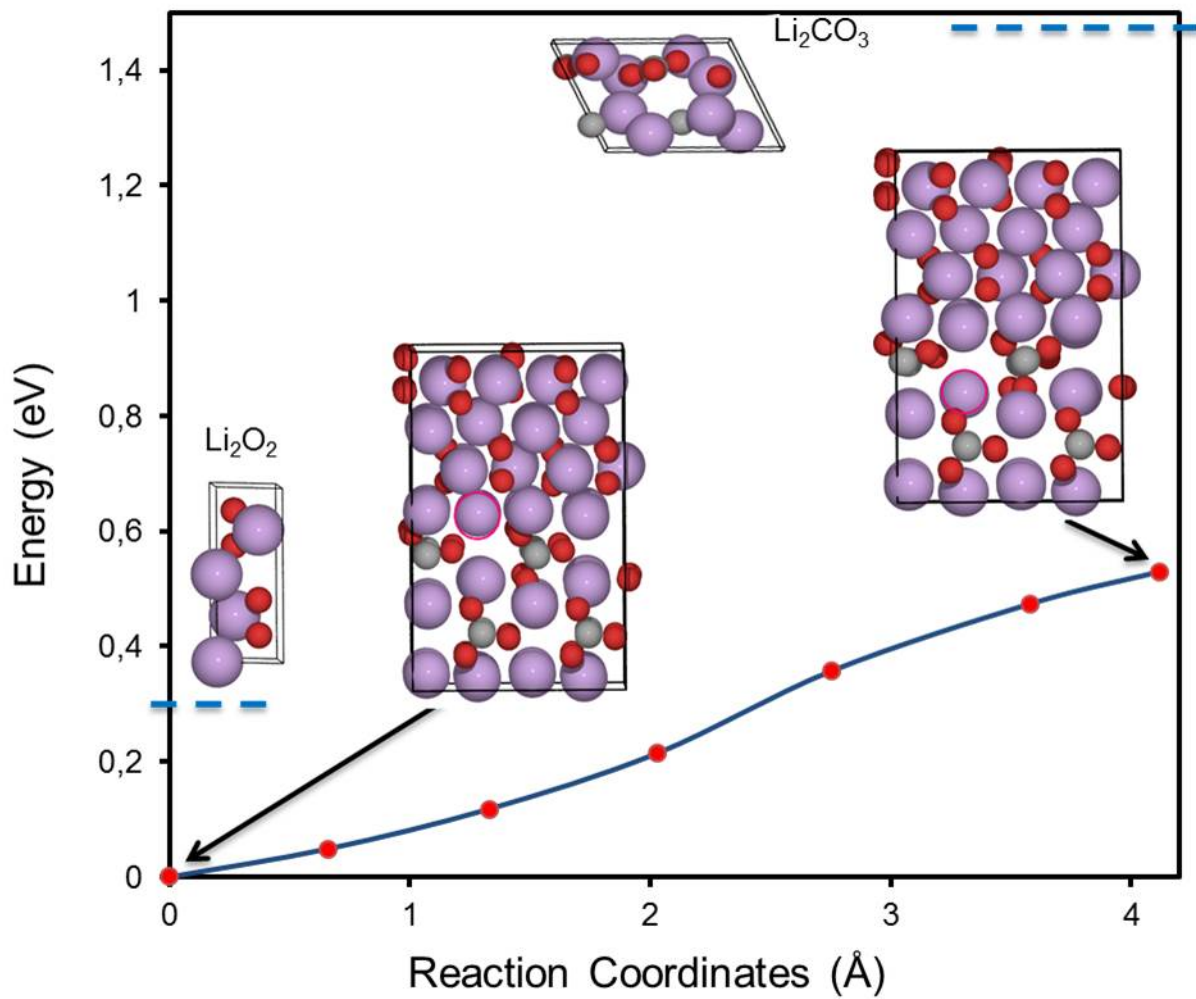 Li₂CO₃
1,4
1,2
1
0,8
Li₂O₂
0,6
0,4
0,2
0
0 1 2 3 4
Energy (eV)
Reaction Coordinates (Å)